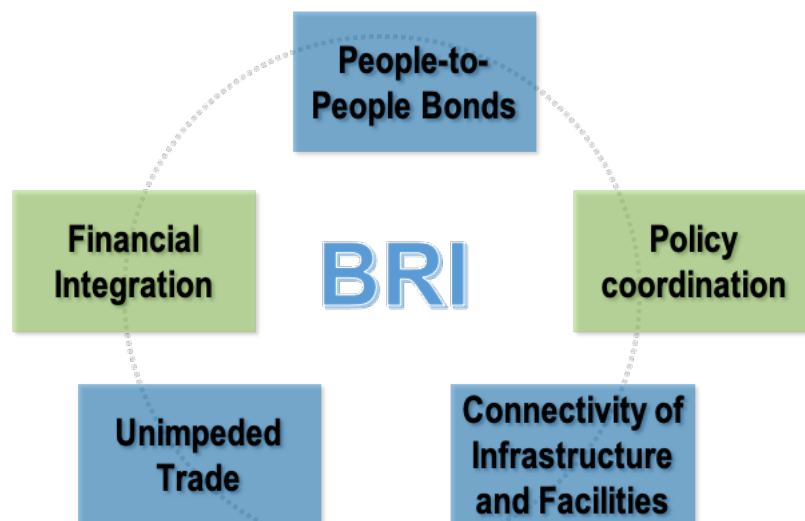 People-to-
People Bonds
Financial
Integration
BRI
Policy
coordination
Unimpeded
Trade
Connectivity of
Infrastructure
and Facilities